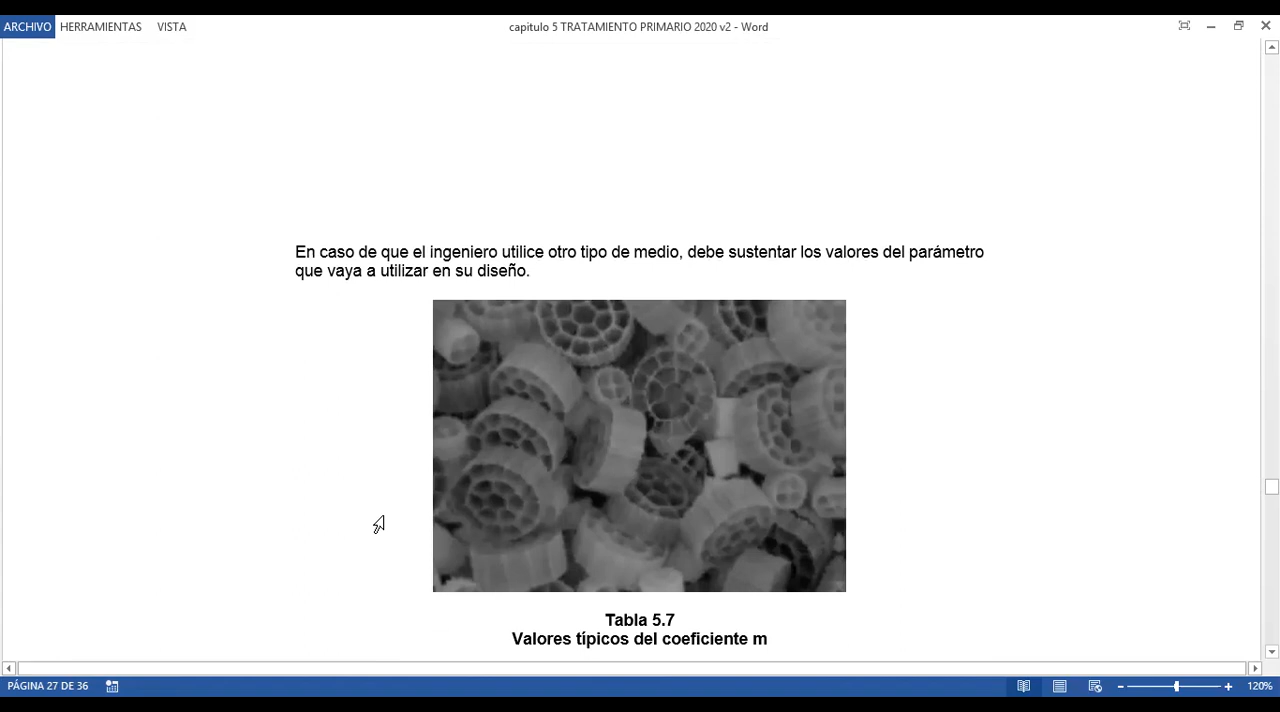 ARCHIVO HERRAMIENTAS VISTA capitulo 5 TRATAMIENTO PRIMARIO 2020 v2 - Word
En caso de que el ingeniero utilice otro tipo de medio, debe sustentar los valores del parámetro
que vaya a utilizar en su diseño.
Tabla 5.7
Valores típicos del coeficiente m
PÁGINA 27 DE 36 120%